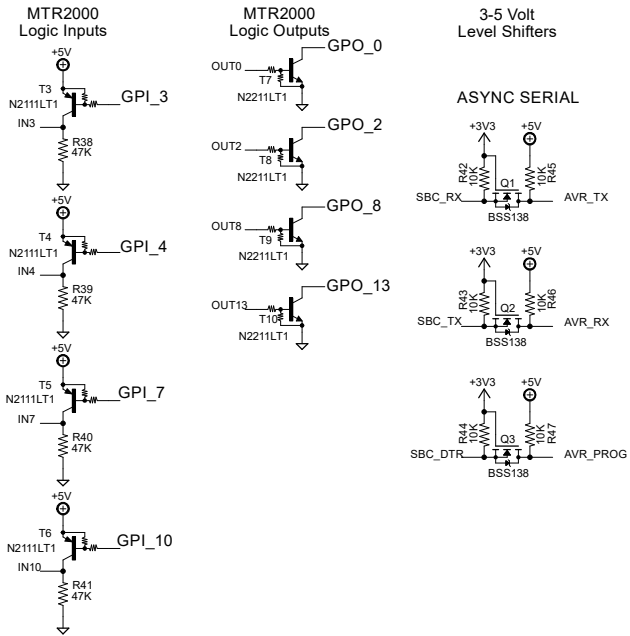 MTR2000
Logic Inputs
+5V
T3
N2111LT1
GPI_3
IN3
R38
47K
+5V
T4
N2111LT1
GPI_4
IN4
R39
47K
+5V
T5
N2111LT1
GPI_7
IN7
R40
47K
+5V
T6
N2111LT1
GPI_10
IN10
R41
47K
MTR2000
Logic Outputs
GPO_0
OUT0
T7
N2211LT1
GPO_2
OUT2
T8
N2211LT1
GPO_8
OUT8
T9
N2211LT1
GPO_13
OUT13
T10
N2211LT1
3-5 Volt
Level Shifters
ASYNC SERIAL
+3V3
+5V
R42
10K
Q1
10K
R45
SBC_RX
AVR_TX
BSS138
+3V3
+5V
R43
10K
Q2
10K
R46
SBC_TX
AVR_RX
BSS138
+3V3
+5V
R44
10K
Q3
10K
R47
SBC_DTR
AVR_PROG
BSS138